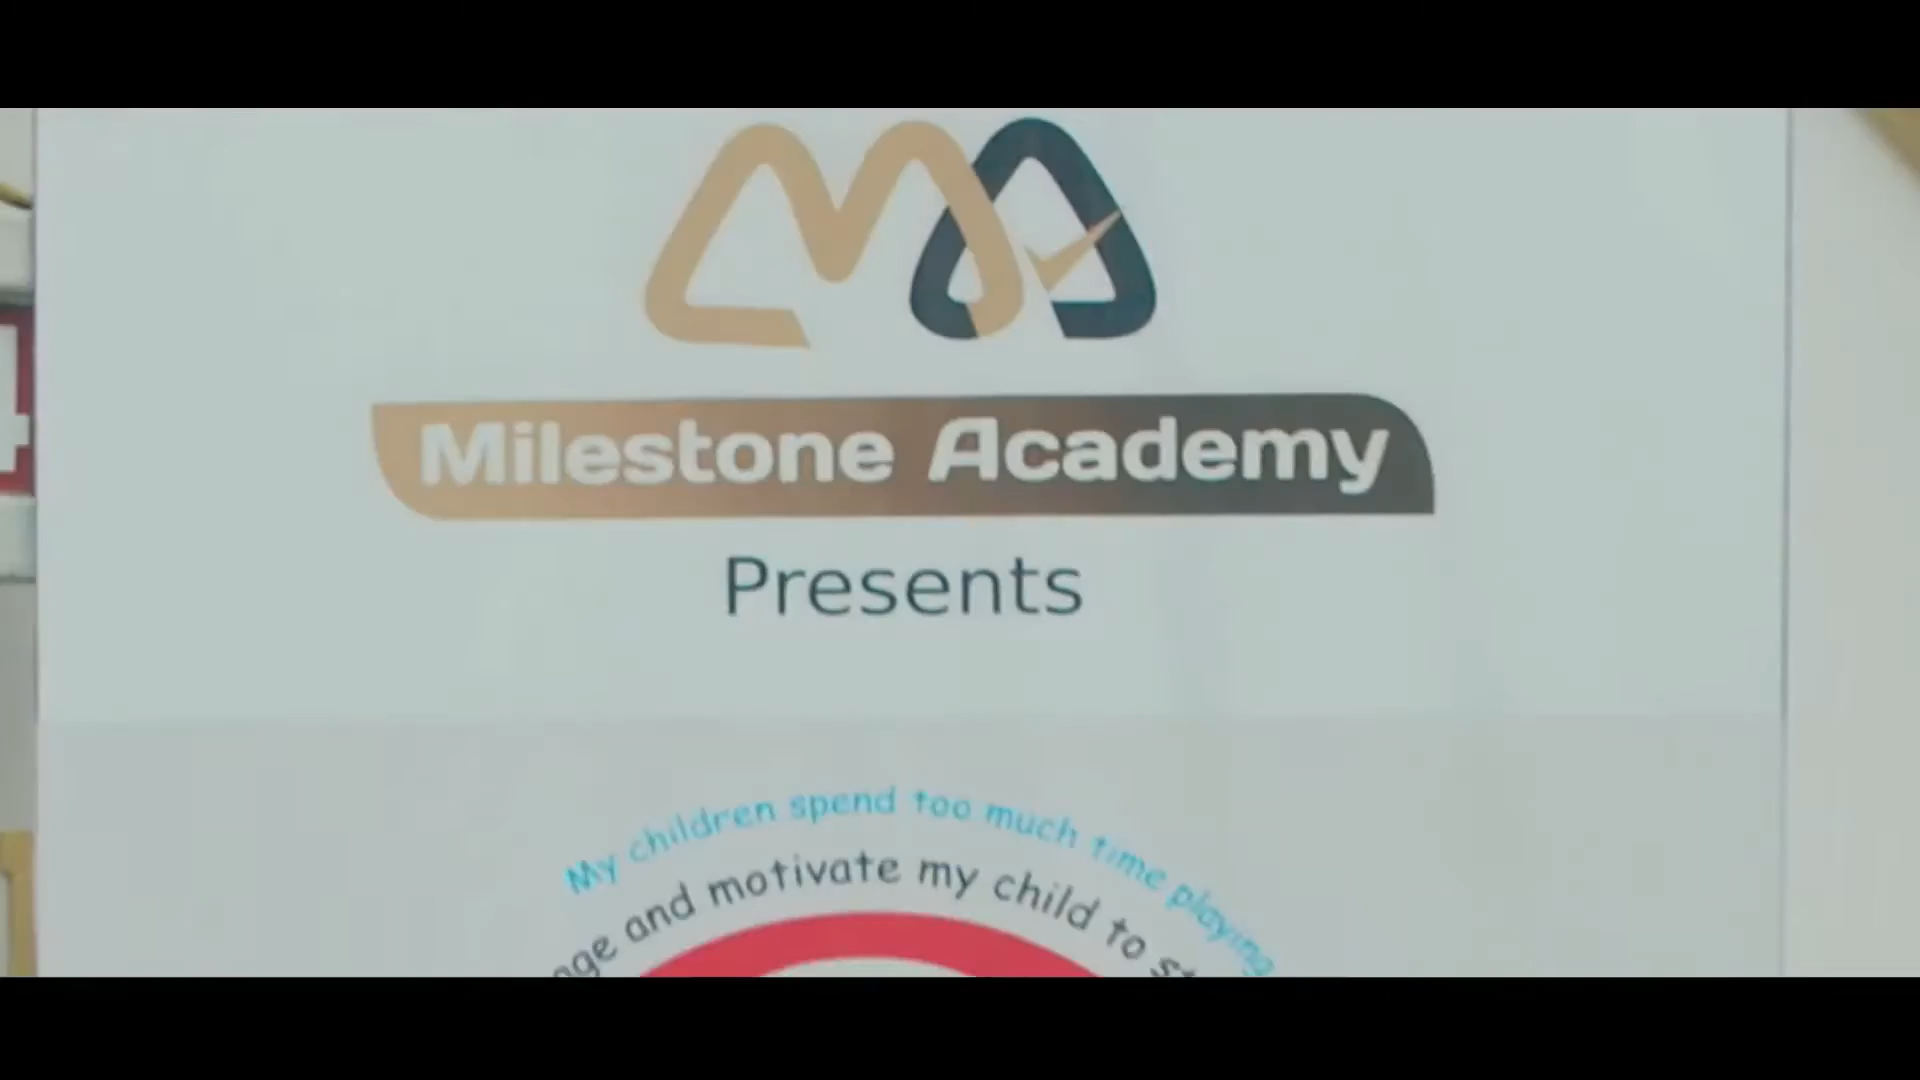 Milestone Academy
Presents
My children spend too much time playing
and motivate my child to